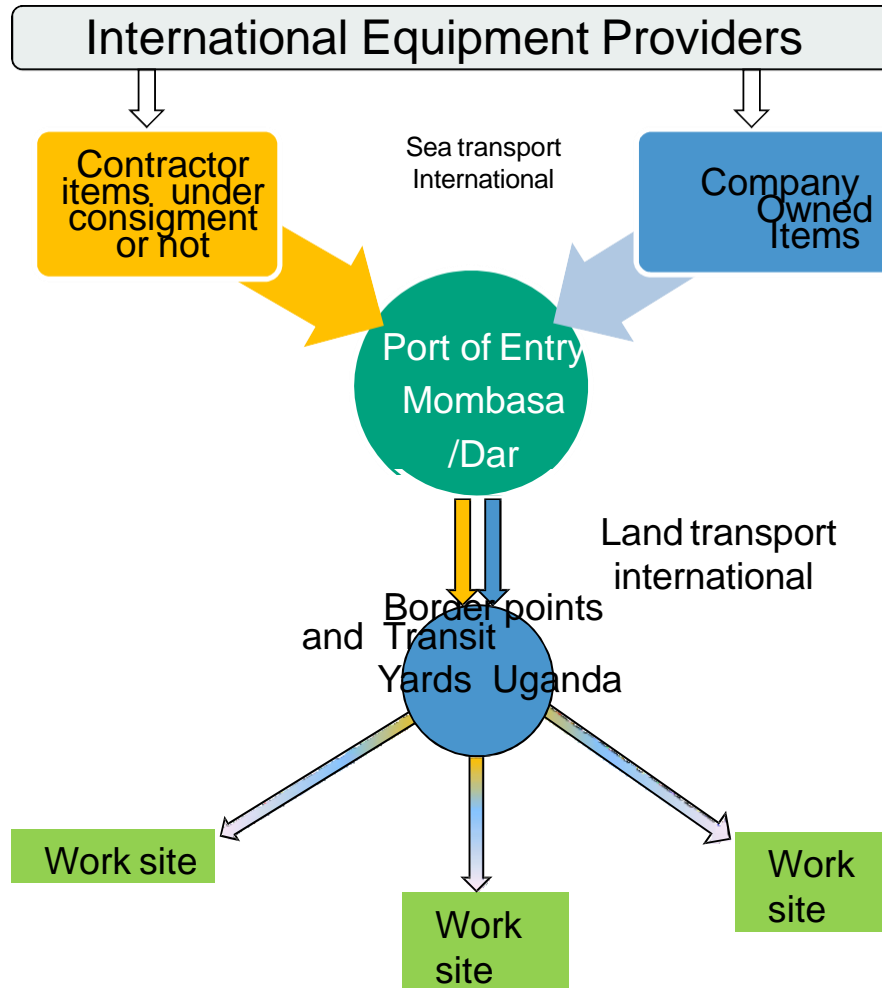 International Equipment Providers
Contractor
items under
consigment
or not
Sea transport
International
Company
Owned
Items
Port of Entry
Mombasa
/Dar
Land transport
international
Border points
and Transit
Yards Uganda
Work site
Work
site
Work
site